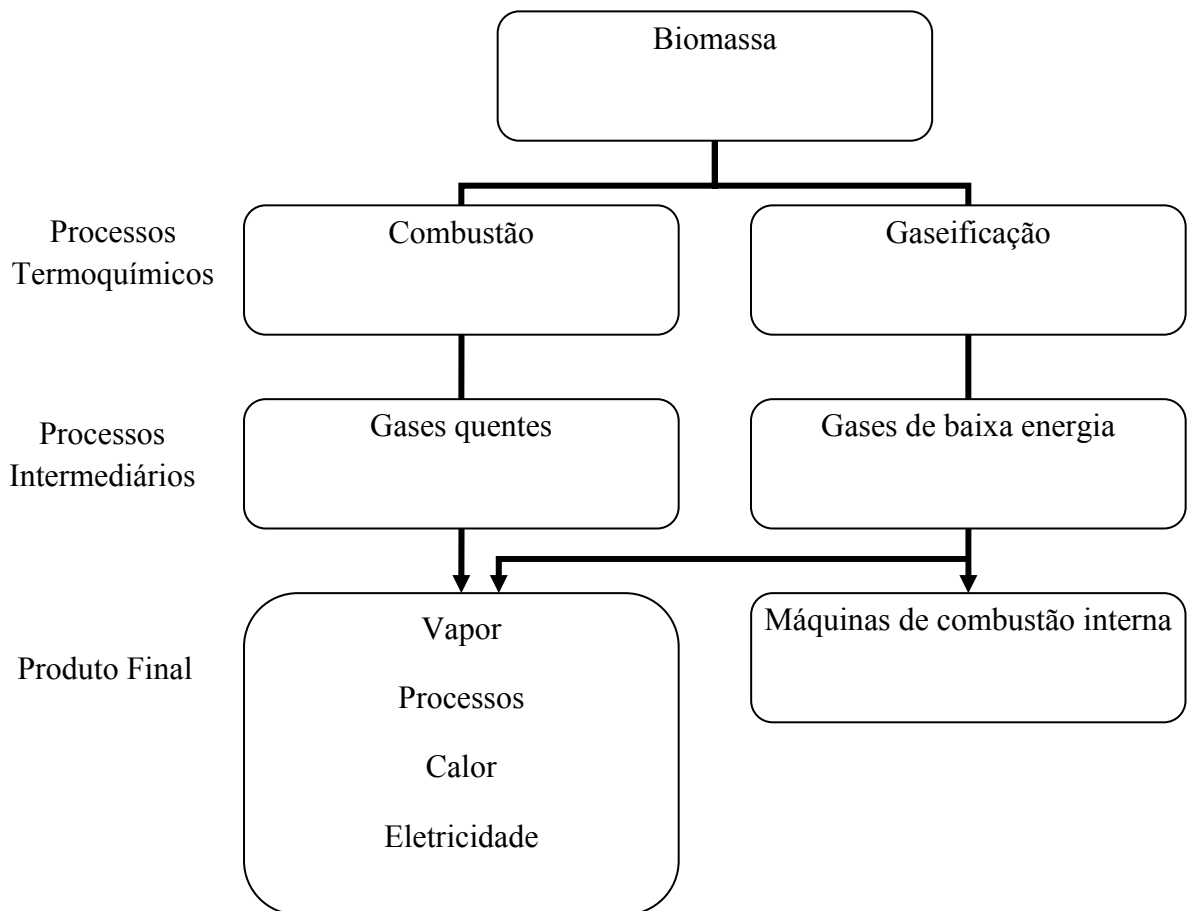 Biomassa
Processos
Termoquímicos
Combustão
Gaseificação
Processos
Intermediários
Gases quentes
Gases de baixa energia
Produto Final
Vapor
Processos
Calor
Eletricidade
Máquinas de combustão interna